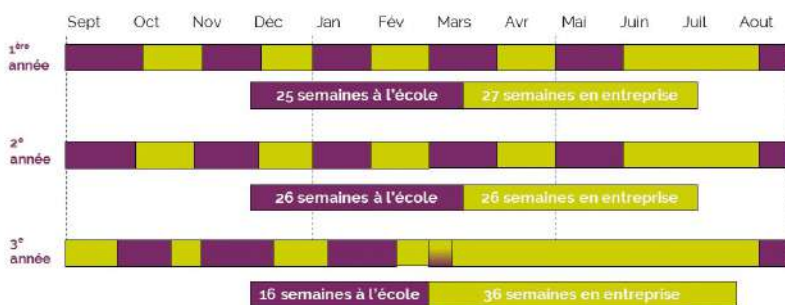 Sept Oct Nov Déc Jan Fév Mars Avr Mai Juin Juil Aout
1ère
année
25 semaines à l'école 27 semaines en entreprise
2e
année
26 semaines à l'école 26 semaines en entreprise
3e
année
16 semaines à l'école 36 semaines en entreprise